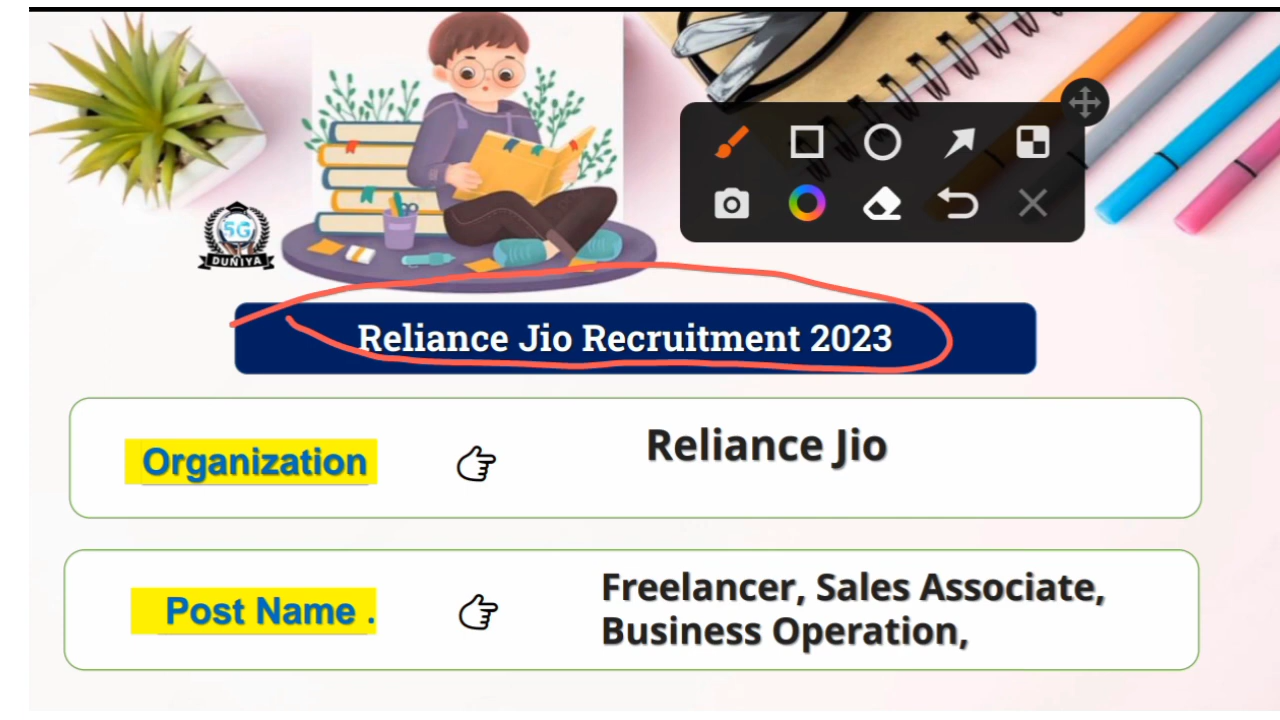 5G
DUNIYA
Reliance Jio Recruitment 2023
Organization
Reliance Jio
Post Name .
Freelancer, Sales Associate,
Business Operation,